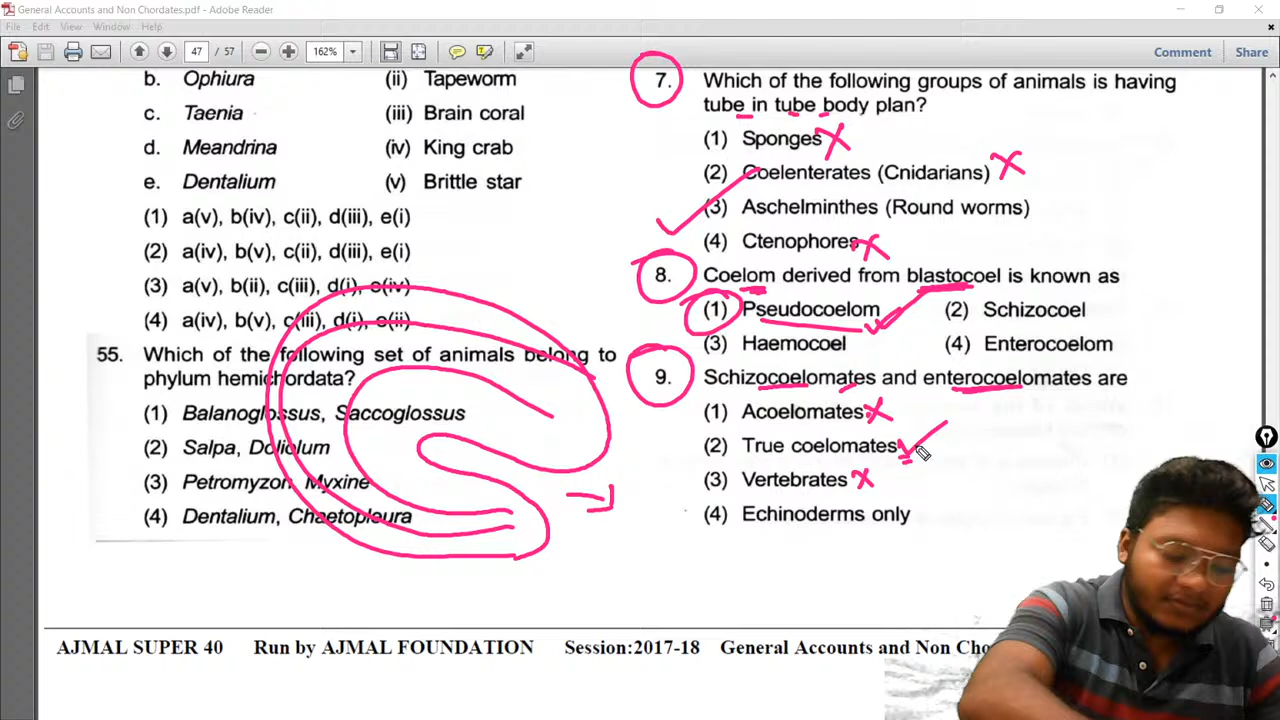 General Accounts and Non Chordates.pdf - Adobe Reader
File Edit View Window Help
47 / 57
162%
Comment
Share
b. Ophiura (ii) Tapeworm
c. Taenia (iii) Brain coral
d. Meandrina (iv) King crab
e. Dentalium (v) Brittle star
(1) a(v), b(iv), c(ii), d(iii), e(i)
(2) a(iv), b(v), c(ii), d(iii), e(i)
(3) a(v), b(ii), c(iii), d(i), e(iv)
(4) a(iv), b(v), c(iii), d(i), e(ii)
55. Which of the following set of animals belong to
phylum hemichordata?
(1) Balanoglossus, Saccoglossus
(2) Salpa, Doliolum
(3) Petromyzon, Myxine
(4) Dentalium, Chaetopleura
7. Which of the following groups of animals is having
tube in tube body plan?
(1) Sponges
(2) Coelenterates (Cnidarians)
(3) Aschelminthes (Round worms)
(4) Ctenophores
8. Coelom derived from blastocoel is known as
(1) Pseudocoelom (2) Schizocoel
(3) Haemocoel (4) Enterocoelom
9. Schizocoelomates and enterocoelomates are
(1) Acoelomates
(2) True coelomates
(3) Vertebrates
(4) Echinoderms only
AJMAL SUPER 40 Run by AJMAL FOUNDATION Session:2017-18 General Accounts and Non